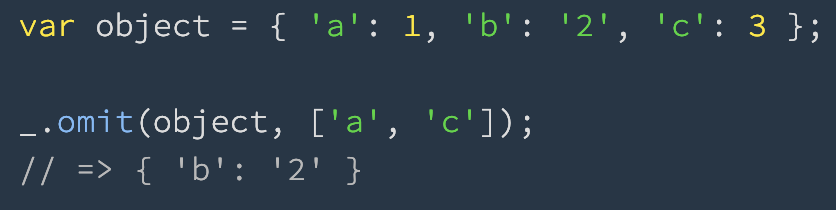 var object = { 'a': 1, 'b': '2', 'c': 3 };
_.omit(object, ['a', 'c']);
// => { 'b': '2' }